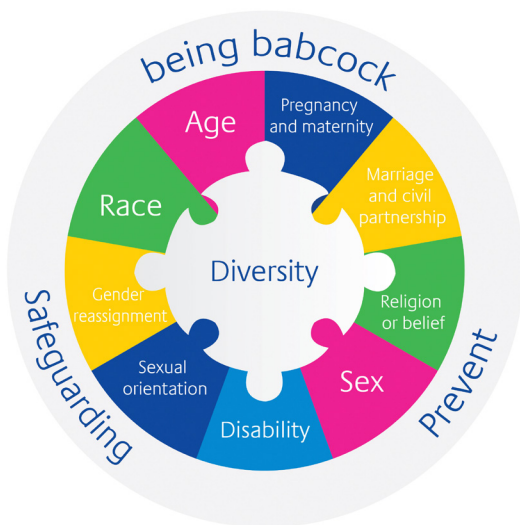 being babcock
Age
Pregnancy
and maternity
Marriage
and civil
partnership
Race
Diversity
Gender
reassignment
Religion
or belief
Sexual
orientation
Sex
Disability
Safeguarding
Prevent